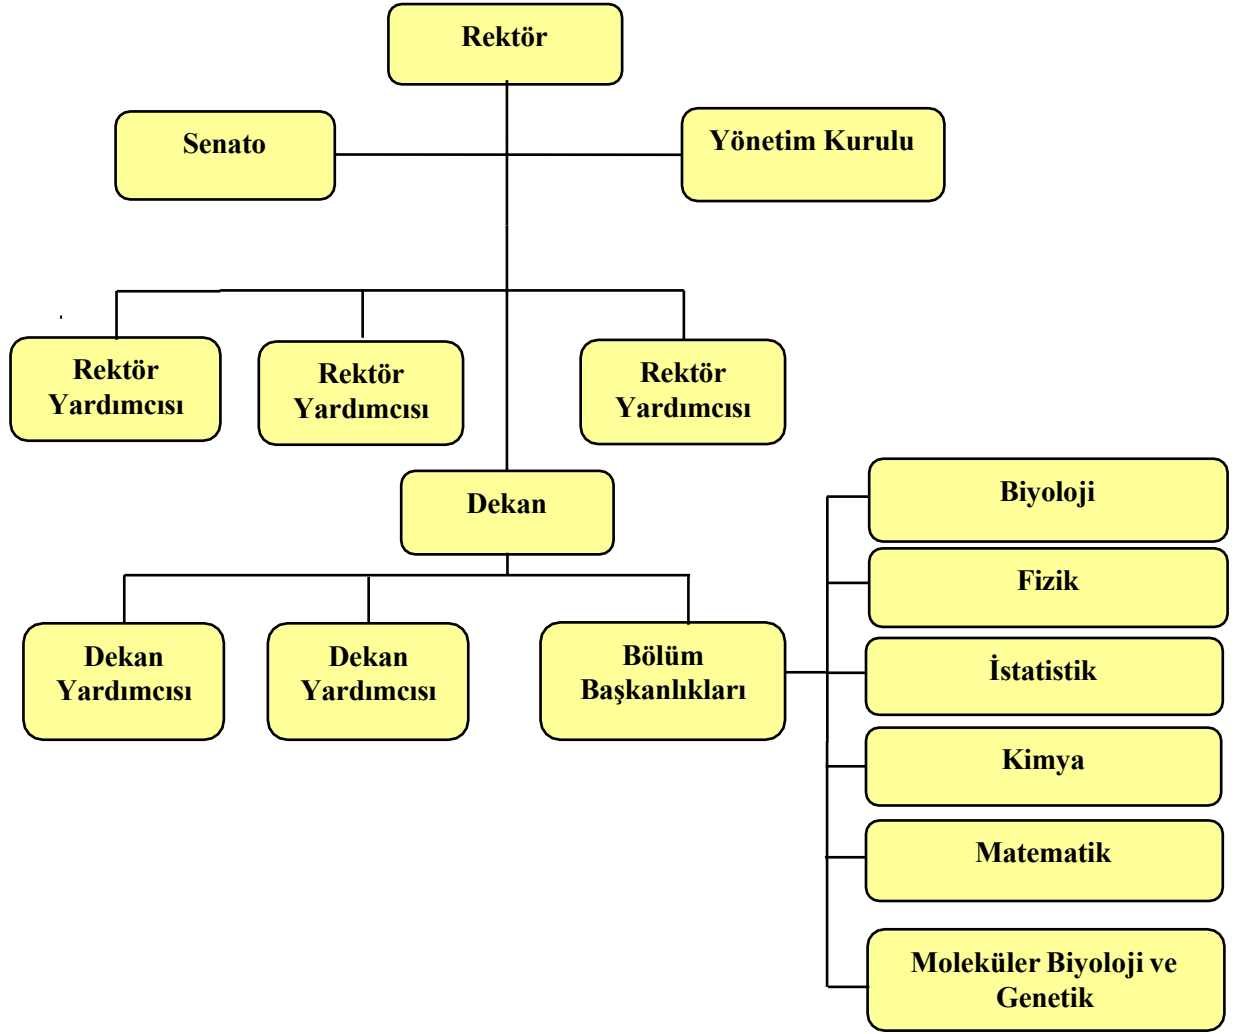 Rektör
Senato
Yönetim Kurulu
Rektör
Yardımcısı
Rektör
Yardımcısı
Rektör
Yardımcısı
Dekan
Dekan
Yardımcısı
Dekan
Yardımcısı
Bölüm
Başkanlıkları
Biyoloji
Fizik
İstatistik
Kimya
Matematik
Moleküler Biyoloji ve
Genetik